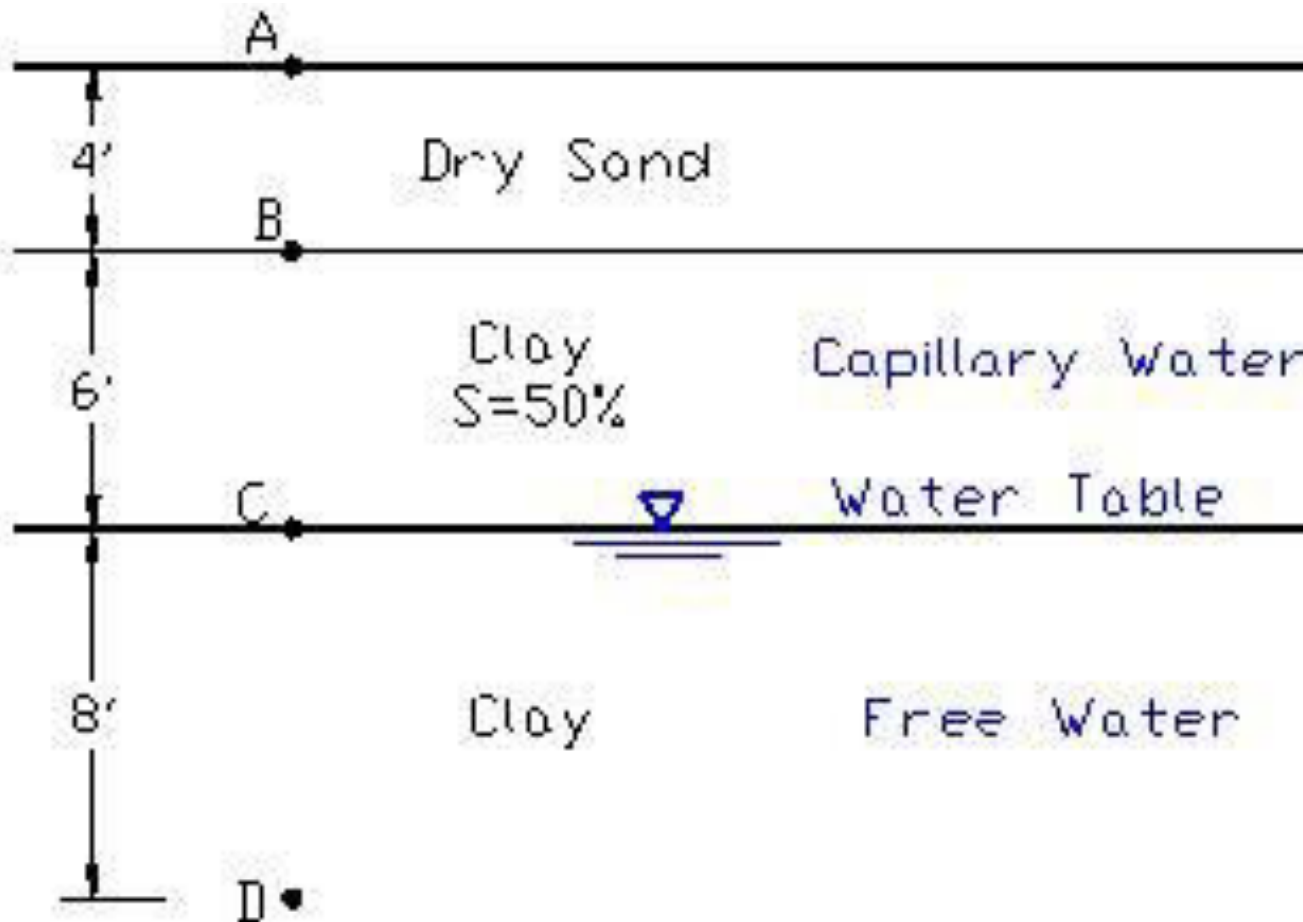 A
4'
Dry Sand
B
Clay
S=50%
Capillary Water
6'
C
Water Table
8'
Clay
Free Water
D